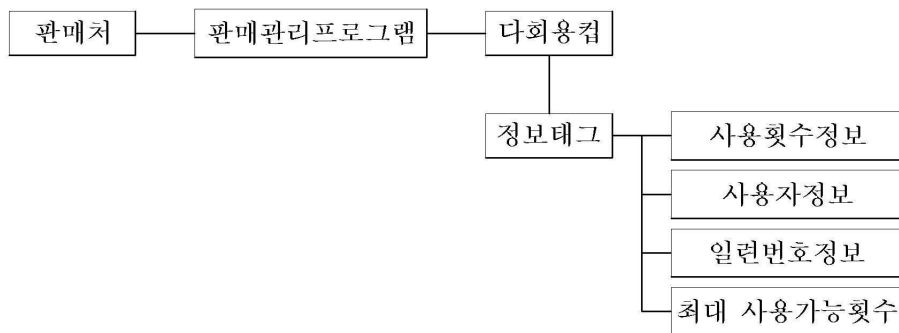 판매처
판매관리프로그램
다회용컵
정보태그
사용횟수정보
사용자정보
일련번호정보
최대 사용가능횟수